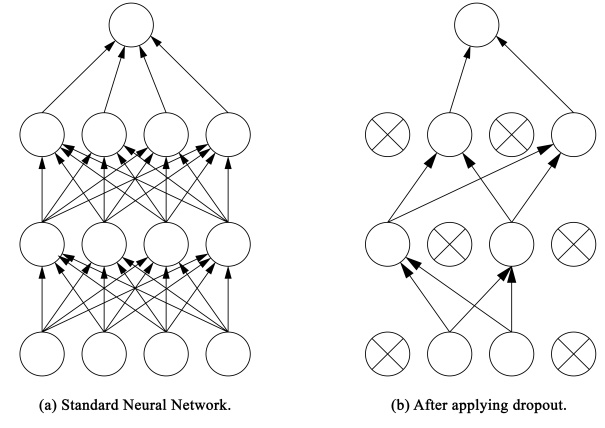 (a) Standard Neural Network.
(b) After applying dropout.